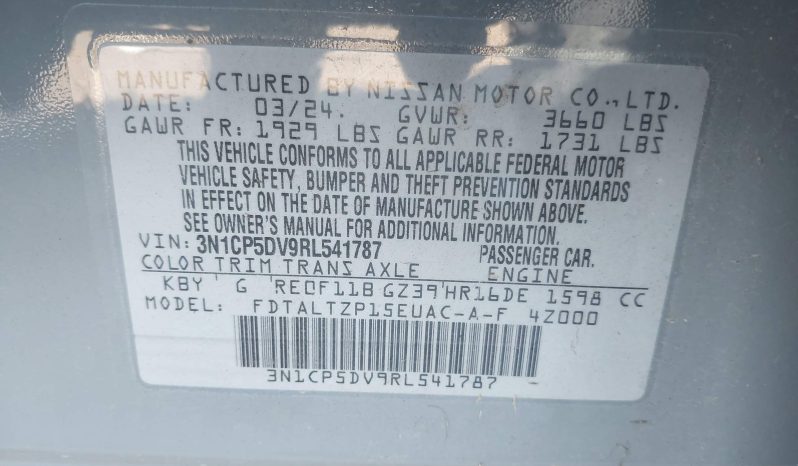 MANUFACTURED BY NISSAN MOTOR CO., LTD.
DATE: 03/24. GVWR: 3660 LBS
GAWR FR: 1929 LBS GAWR RR: 1731 LBS
THIS VEHICLE CONFORMS TO ALL APPLICABLE FEDERAL MOTOR
VEHICLE SAFETY, BUMPER AND THEFT PREVENTION STANDARDS
IN EFFECT ON THE DATE OF MANUFACTURE SHOWN ABOVE.
SEE OWNER'S MANUAL FOR ADDITIONAL INFORMATION.
VIN: 3N1CP5DV9RL541787 PASSENGER CAR.
COLOR TRIM TRANS AXLE ENGINE
KBY G RE0F11B GZ39 HR16DE 1598 CC
MODEL: FDTALTZP15EUAC-A-F 4Z000
3N1CP5DV9RL541787